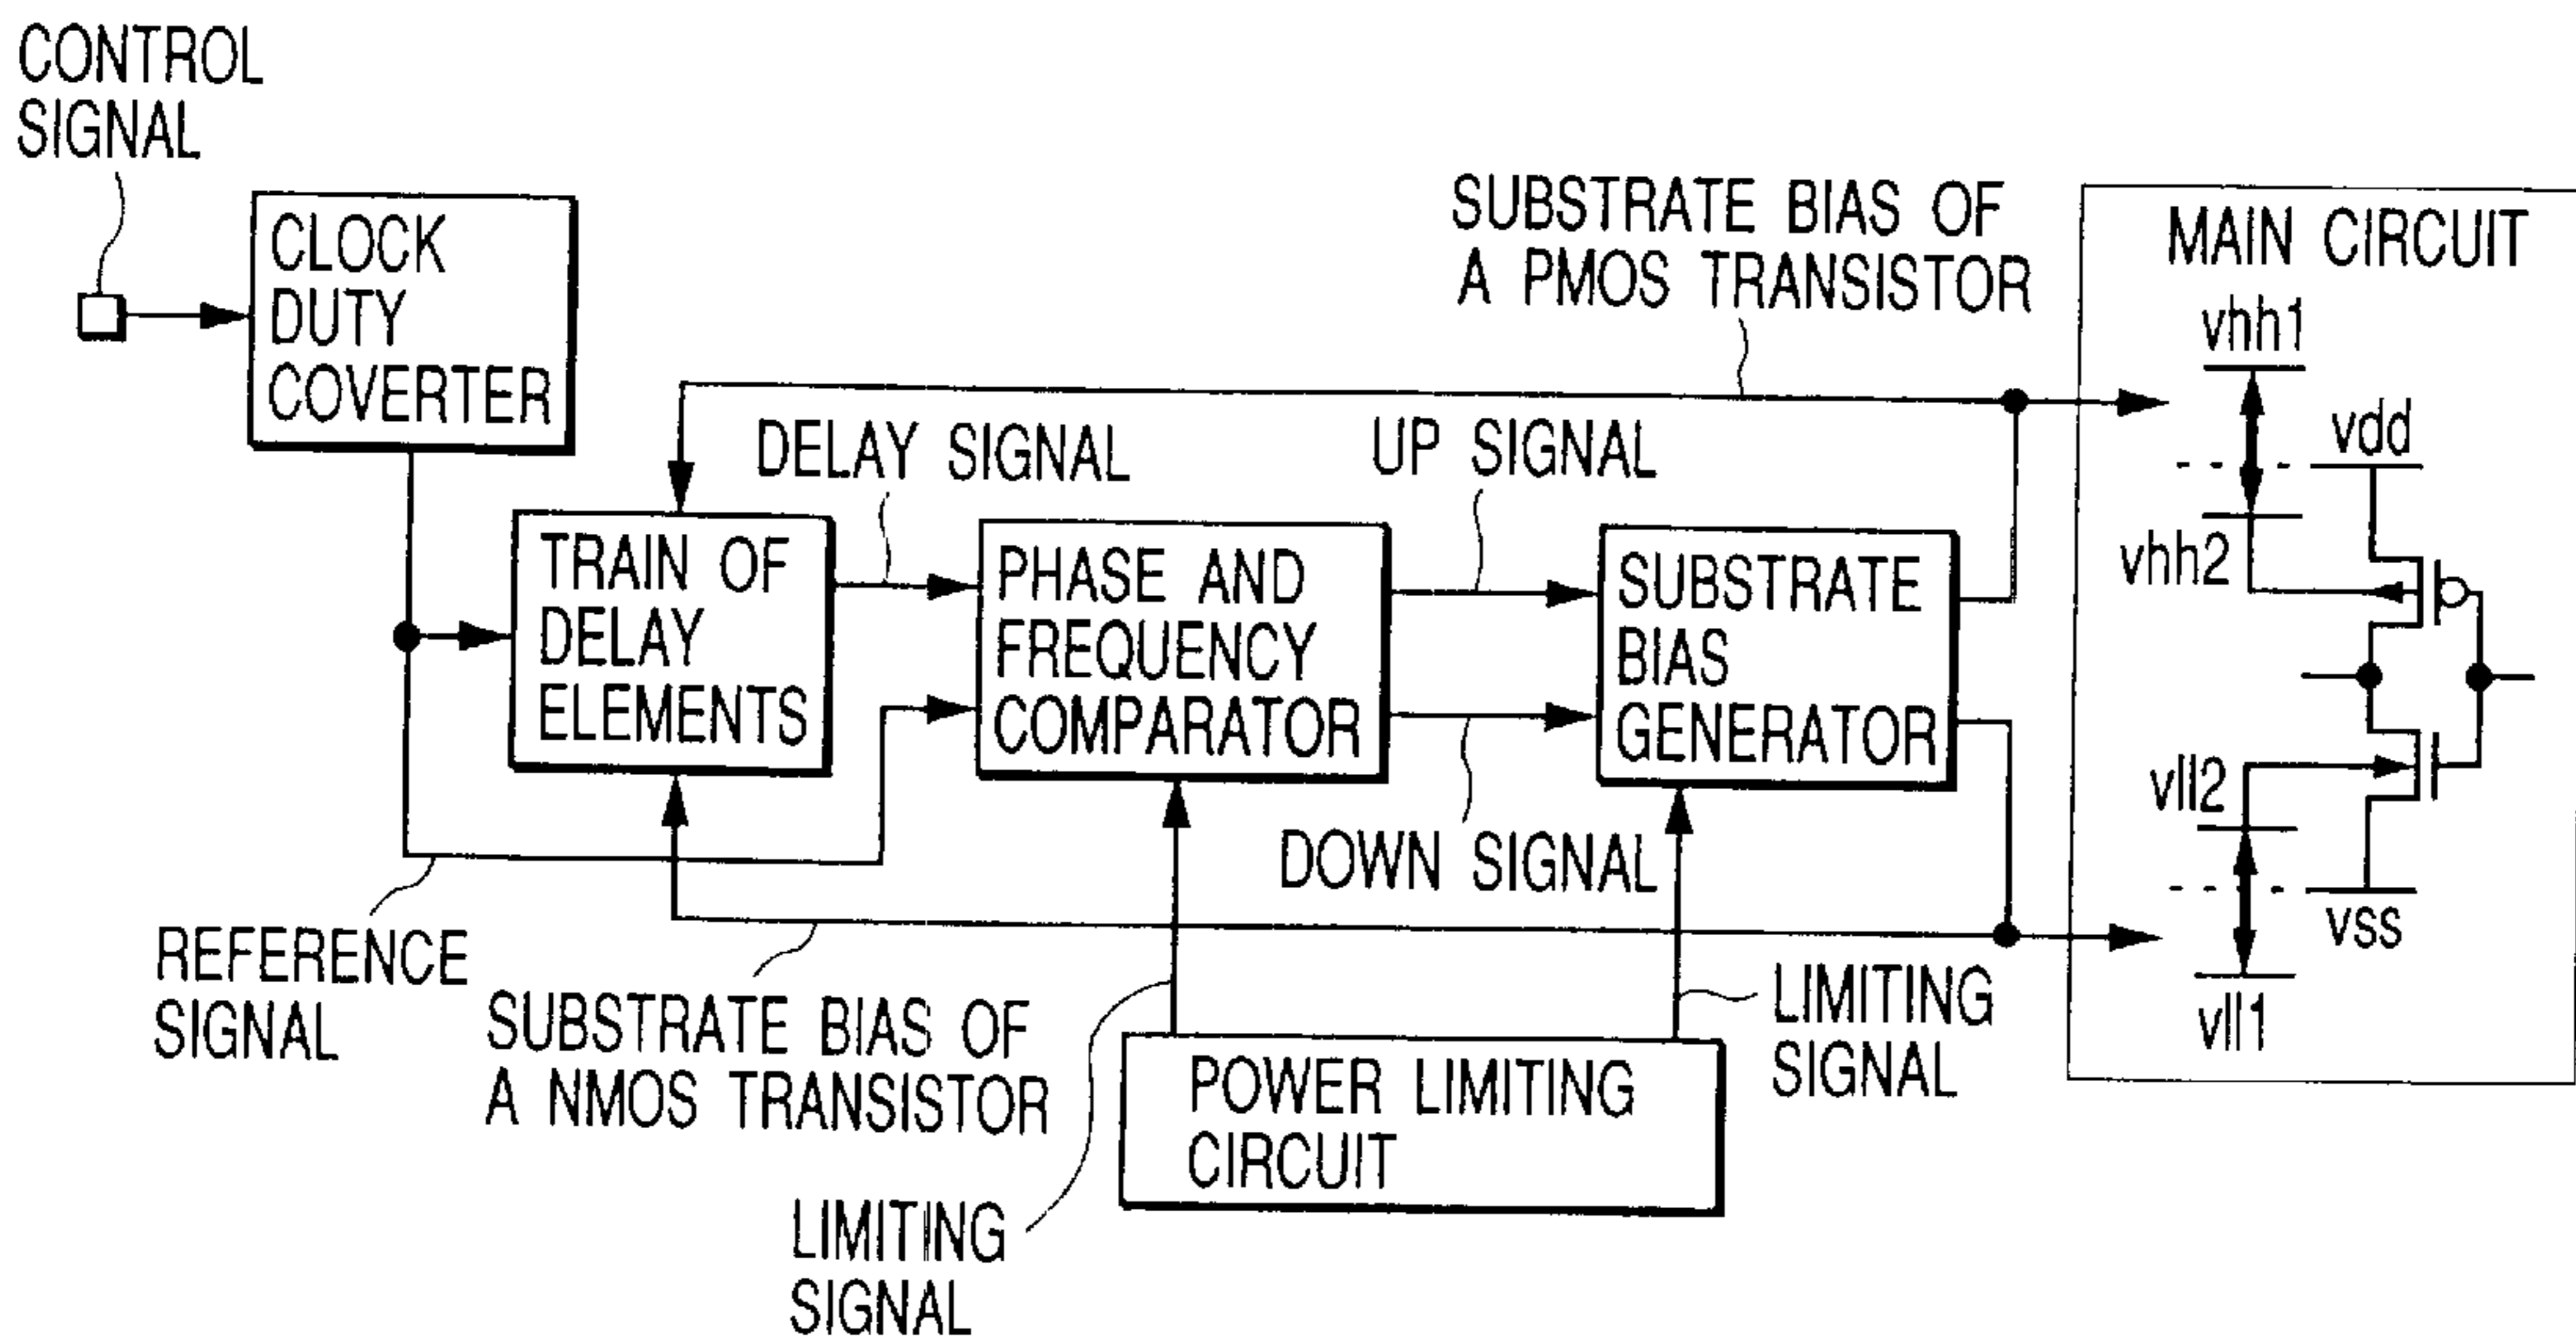 CONTROL
SIGNAL
CLOCK
DUTY
COVERTER
SUBSTRATE BIAS OF
A PMOS TRANSISTOR
MAIN CIRCUIT
vhh1
vdd
vhh2
DELAY SIGNAL
UP SIGNAL
TRAIN OF
DELAY
ELEMENTS
PHASE AND
FREQUENCY
COMPARATOR
SUBSTRATE
BIAS
GENERATOR
vll2
vss
vll1
DOWN SIGNAL
REFERENCE
SIGNAL
SUBSTRATE BIAS OF
A NMOS TRANSISTOR
LIMITING
SIGNAL
POWER LIMITING
CIRCUIT
LIMITING
SIGNAL